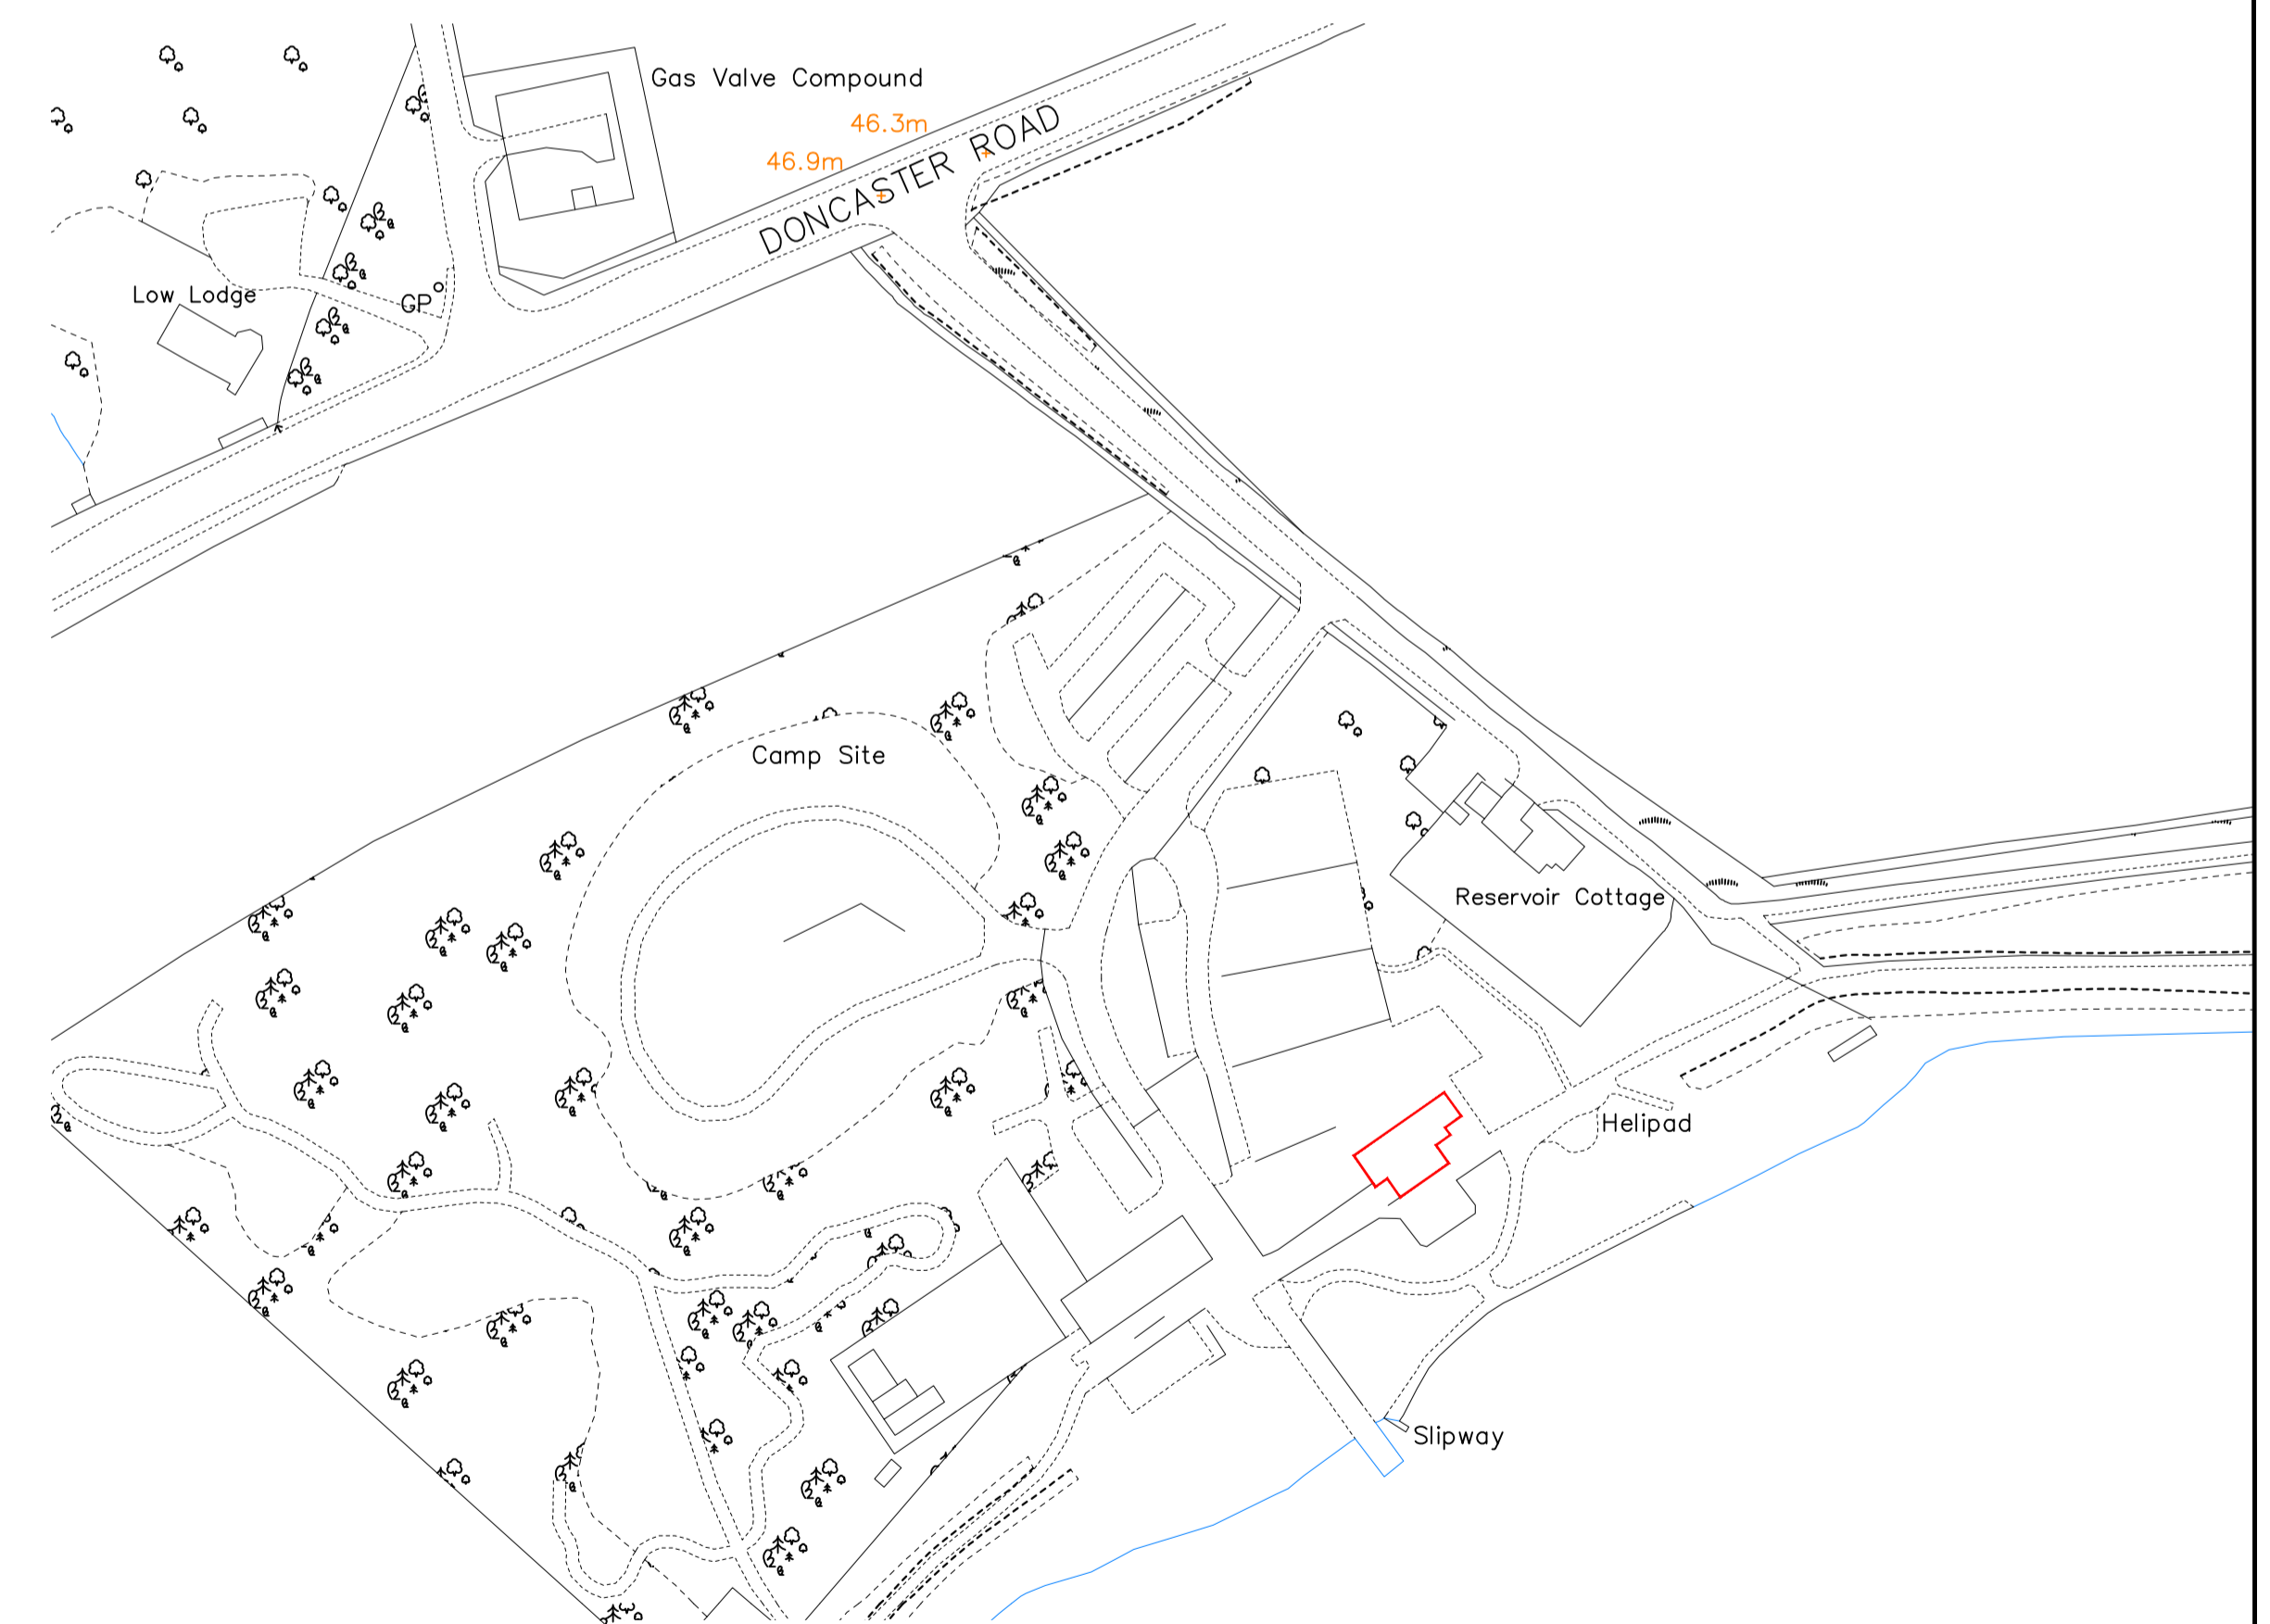 Gas Valve Compound
46.3m
46.9m
DONCASTER ROAD
Low Lodge
GP
Camp Site
Reservoir Cottage
Helipad
Slipway